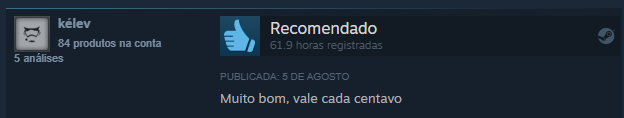 kélev
84 produtos na conta
5 análises
Recomendado
61.9 horas registradas
PUBLICADA: 5 DE AGOSTO
Muito bom, vale cada centavo